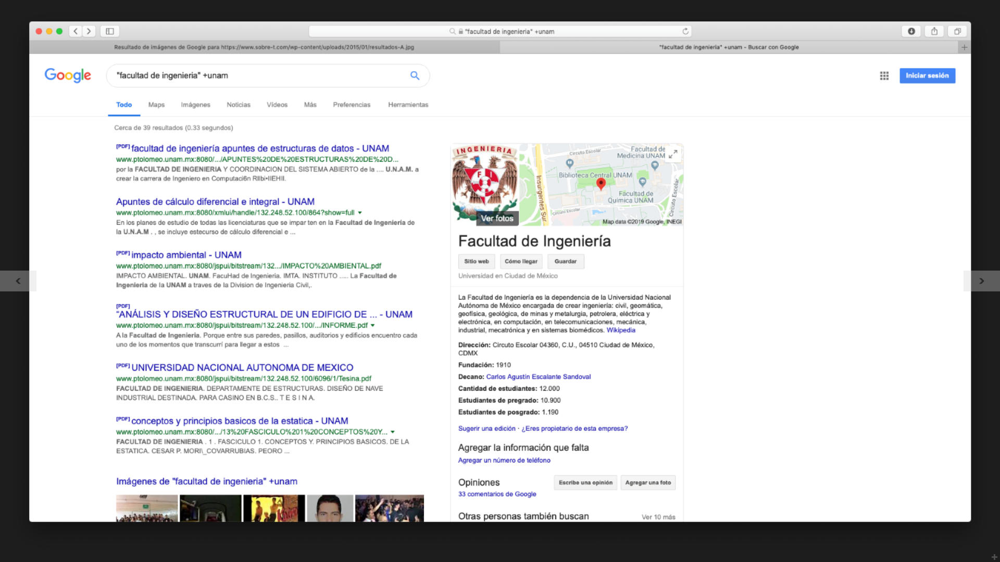 "facultad de ingenieria" +unam
Resultado de imágenes de Google para https://www.sobre-t.com/wp-content/uploads/2015/01/resultados-A.jpg
"facultad de ingenieria" +unam - Buscar con Google
Google
"facultad de ingenieria" +unam
Iniciar sesión
Todo
Maps
Imágenes
Noticias
Vídeos
Más
Preferencias
Herramientas
Cerca de 39 resultados (0.33 segundos)
[PDF] facultad de ingeniería apuntes de estructuras de datos - UNAM
www.ptolomeo.unam.mx:8080/.../APUNTES%20DE%20ESTRUCTURAS%20DE%20D...
por la FACULTAD DE INGENIERIA Y COORDINACION DEL SISTEMA ABIERTO de la .... U.N.A.M. a
crear la carrera de Ingeniero en Computaci6n RIIbi•IIEHII.
Apuntes de cálculo diferencial e integral - UNAM
www.ptolomeo.unam.mx:8080/xmlui/handle/132.248.52.100/864?show=full
En los planes de estudio de todas las licenciaturas que se impar ten en la Facultad de Ingeniería de
la U.N.A.M . , se incluye estecurso de cálculo diferencial e ...
[PDF] impacto ambiental - UNAM
www.ptolomeo.unam.mx:8080/jspui/bitstream/132.../IMPACTO%20AMBIENTAL.pdf
IMPACTO AMBIENTAL. UNAM. FacuHad de Ingenieria. IMTA. INSTITUTO ..... La Facultad de
Ingenieria de la UNAM a traves de la Division de Ingenieria Civil,.
[PDF]
"ANÁLISIS Y DISEÑO ESTRUCTURAL DE UN EDIFICIO DE ... - UNAM
www.ptolomeo.unam.mx:8080/jspui/bitstream/132.248.52.100/.../INFORME.pdf
A la Facultad de Ingenieria. Porque entre sus paredes, pasillos, auditorios y edificios encuentro cada
uno de los momentos que transcurrí para llegar a estos ...
[PDF] UNIVERSIDAD NACIONAL AUTONOMA DE MEXICO
www.ptolomeo.unam.mx:8080/jspui/bitstream/132.248.52.100/6096/1/Tesina.pdf
FACULTAD DE INGENIERIA. DEPARTAMENTE DE ESTRUCTURAS. DISEÑO DE NAVE
INDUSTRIAL DESTINADA. PARA CASINO EN B.C.S.. T E S I N A.
[PDF] conceptos y principios basicos de la estatica - UNAM
www.ptolomeo.unam.mx:8080/.../13%20FASCICULO%201%20CONCEPTOS%20Y...
FACULTAD DE INGENIERIA . 1 . FASCICULO 1. CONCEPTOS Y. PRINCIPIOS BASICOS. DE LA
ESTATICA. CESAR P. MORI\_COVARRUBIAS. PEORO ...
Imágenes de "facultad de ingenieria" +unam
INGENIERIA
F I
Ver fotos
Circuto Escolar
Facultad de
Medicina UNAM
Biblioteca Central UNAM
Insurgentes Sur
Facultad de
Química UNAM
Circuto Escolar
Circuto Escolar
Map data ©2019 Google, INEGI
Facultad de Ingeniería
Sitio web
Cómo llegar
Guardar
Universidad en Ciudad de México
La Facultad de Ingeniería es la dependencia de la Universidad Nacional
Autónoma de México encargada de crear ingeniería: civil, geomática,
geofísica, geológica, de minas y metalurgia, petrolera, eléctrica y
electrónica, en computación, en telecomunicaciones, mecánica,
industrial, mecatrónica y en sistemas biomédicos. Wikipedia
Dirección: Circuto Escolar 04360, C.U., 04510 Ciudad de México,
CDMX
Fundación: 1910
Decano: Carlos Agustín Escalante Sandoval
Cantidad de estudiantes: 12.000
Estudiantes de pregrado: 10.900
Estudiantes de posgrado: 1.190
Sugerir una edición · ¿Eres propietario de esta empresa?
Agregar la información que falta
Agregar un número de teléfono
Opiniones
Escribe una opinión
Agregar una foto
33 comentarios de Google
Otras personas también buscan
Ver 10 más